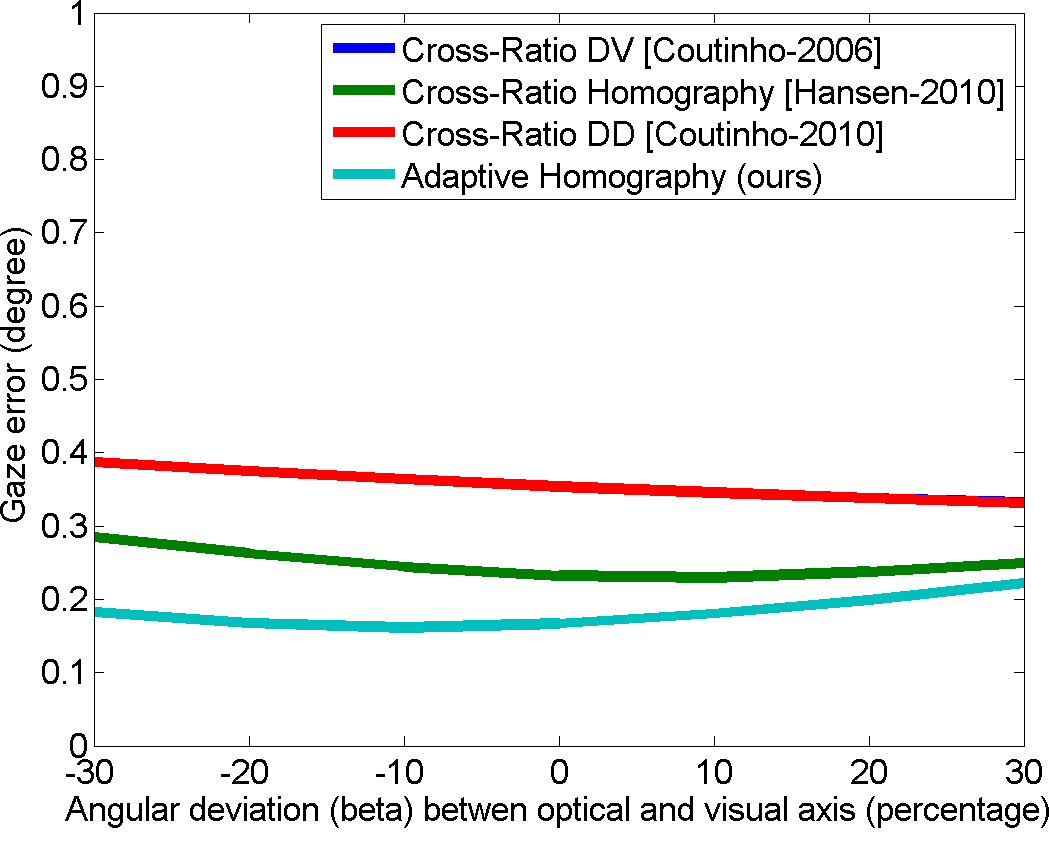 1
0.9
0.8
0.7
0.6
0.5
0.4
0.3
0.2
0.1
0
Gaze error (degree)
Cross-Ratio DV [Coutinho-2006]
Cross-Ratio Homography [Hansen-2010]
Cross-Ratio DD [Coutinho-2010]
Adaptive Homography (ours)
-30 -20 -10 0 10 20 30
Angular deviation (beta) betwen optical and visual axis (percentage)